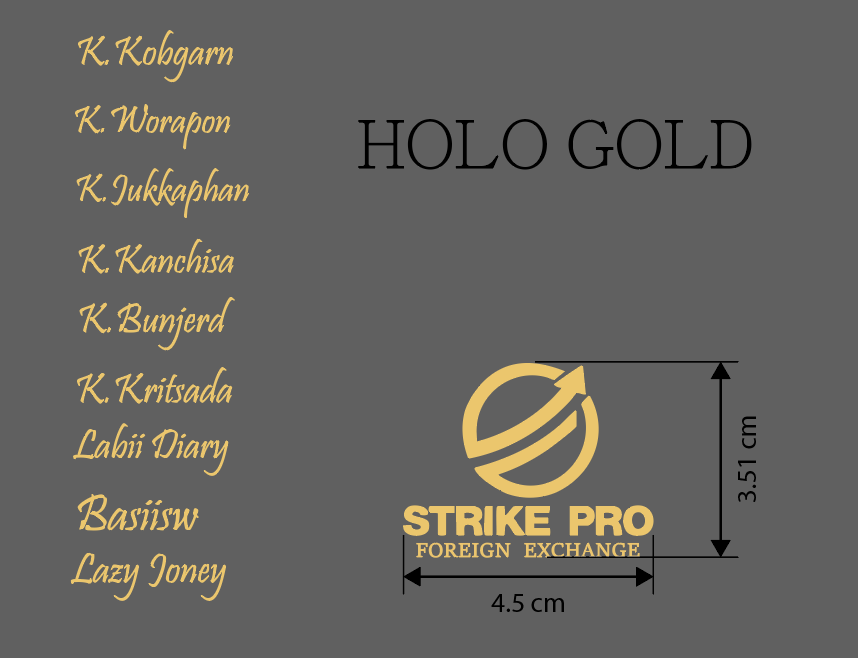 K. Kobgarn
K. Worapon
K. Jukkaphan
K. Kanchisa
K. Bunjerd
K. Kritsada
Labii Diary
Basiisw
Lazy Joney
HOLO GOLD
STRIKE PRO
FOREIGN EXCHANGE
3.51 cm
4.5 cm